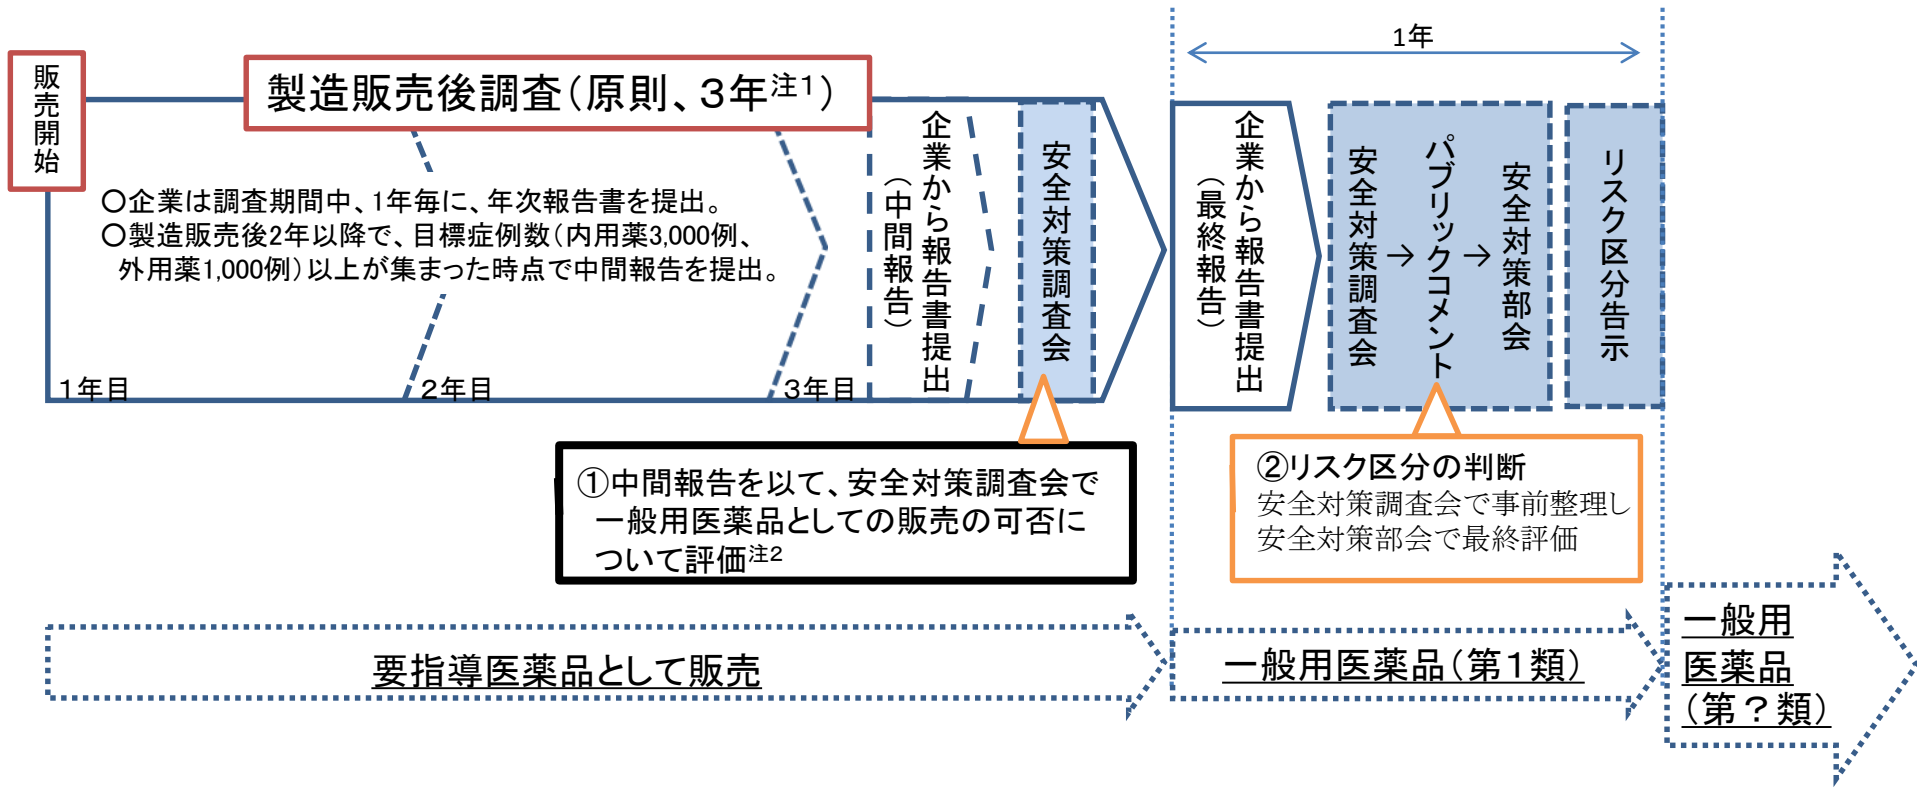 販売開始
製造販売後調査（原則、３年注１）
〇企業は調査期間中、1年毎に、年次報告書を提出。
〇製造販売後2年以降で、目標症例数（内用薬3,000例、
外用薬1,000例）以上が集まった時点で中間報告を提出。
１年目
２年目
３年目
企業から報告書提出
（中間報告）
安全対策調査会
1年
企業から報告書提出
（最終報告）
安全対策調査会
→
パブリックコメント
→
安全対策部会
リスク区分告示
①中間報告を以て、安全対策調査会で
一般用医薬品としての販売の可否に
ついて評価注２
②リスク区分の判断
安全対策調査会で事前整理し
安全対策部会で最終評価
要指導医薬品として販売
一般用医薬品（第１類）
一般用
医薬品
（第？類）